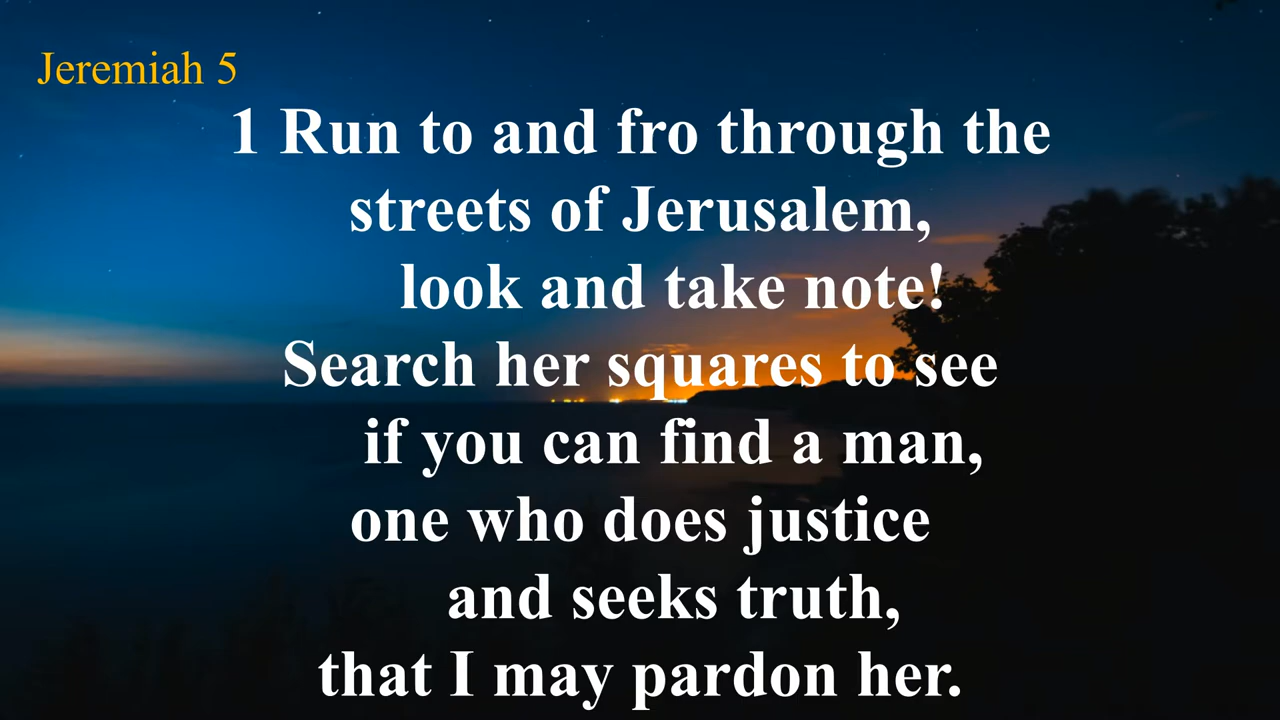 Jeremiah 5
1 Run to and fro through the
streets of Jerusalem,
look and take note!
Search her squares to see
if you can find a man,
one who does justice
and seeks truth,
that I may pardon her.